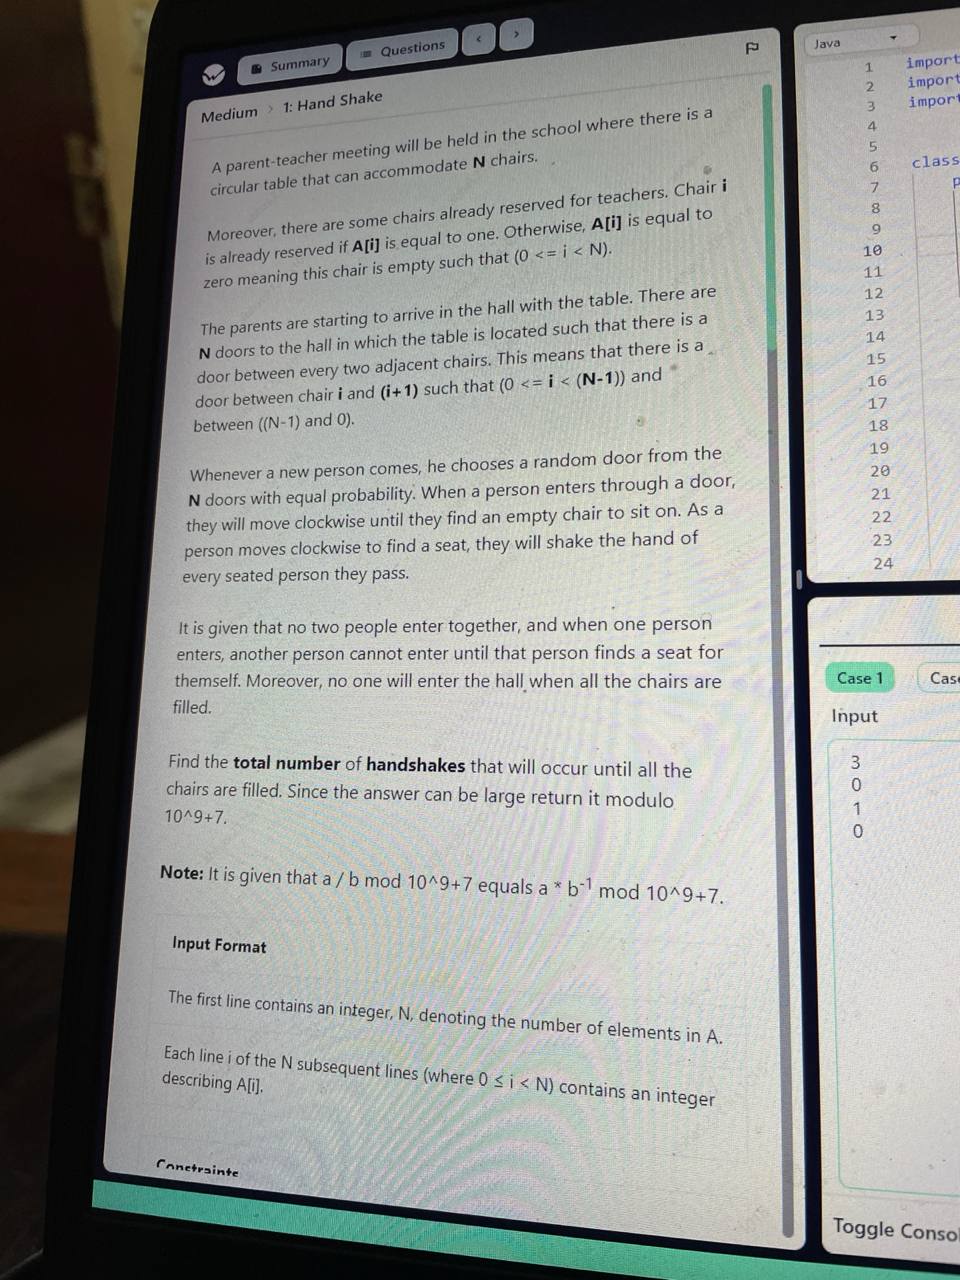 Summary
Questions
<
>
Medium > 1: Hand Shake
A parent-teacher meeting will be held in the school where there is a
circular table that can accommodate N chairs.
Moreover, there are some chairs already reserved for teachers. Chair i
is already reserved if A[i] is equal to one. Otherwise, A[i] is equal to
zero meaning this chair is empty such that (0 <= i < N).
The parents are starting to arrive in the hall with the table. There are
N doors to the hall in which the table is located such that there is a
door between every two adjacent chairs. This means that there is a
door between chair i and (i+1) such that (0 <= i < (N-1)) and
between ((N-1) and 0).
Whenever a new person comes, he chooses a random door from the
N doors with equal probability. When a person enters through a door,
they will move clockwise until they find an empty chair to sit on. As a
person moves clockwise to find a seat, they will shake the hand of
every seated person they pass.
It is given that no two people enter together, and when one person
enters, another person cannot enter until that person finds a seat for
themself. Moreover, no one will enter the hall when all the chairs are
filled.
Find the total number of handshakes that will occur until all the
chairs are filled. Since the answer can be large return it modulo
10^9+7.
Note: It is given that a / b mod 10^9+7 equals a * b⁻¹ mod 10^9+7.
Input Format
The first line contains an integer, N, denoting the number of elements in A.
Each line i of the N subsequent lines (where 0 ≤ i < N) contains an integer
describing A[i].
Constraints
Java
1 import
2 import
3 import
4
5
6 class
7 p
8
9
10
11
12
13
14
15
16
17
18
19
20
21
22
23
24
Case 1
Cas
Input
3
0
1
0
Toggle Conso